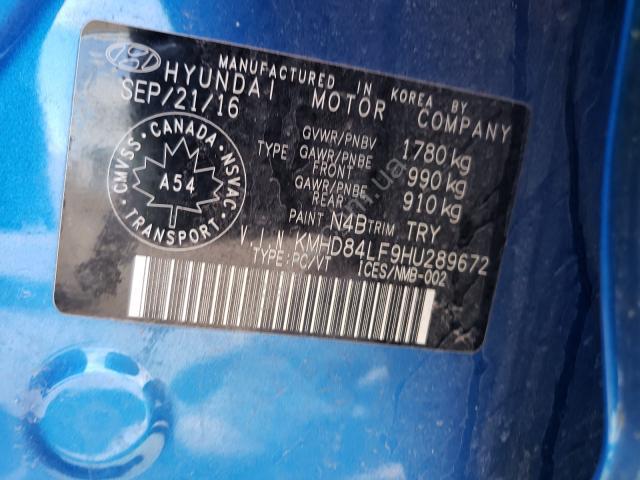 MANUFACTURED IN KOREA BY
HYUNDAI MOTOR COMPANY
SEP/21/16
CMVSS · CANADA · NSVAC
A54
TRANSPORT
GVWR/PNBV 1780 kg
TYPE GAWR/PNBE FRONT 990 kg
GAWR/PNBE REAR 910 kg
PAINT N4B TRIM TRY
V.I.N KMHD84LF9HU289672
TYPE:PC/VT ICES/NMB-002